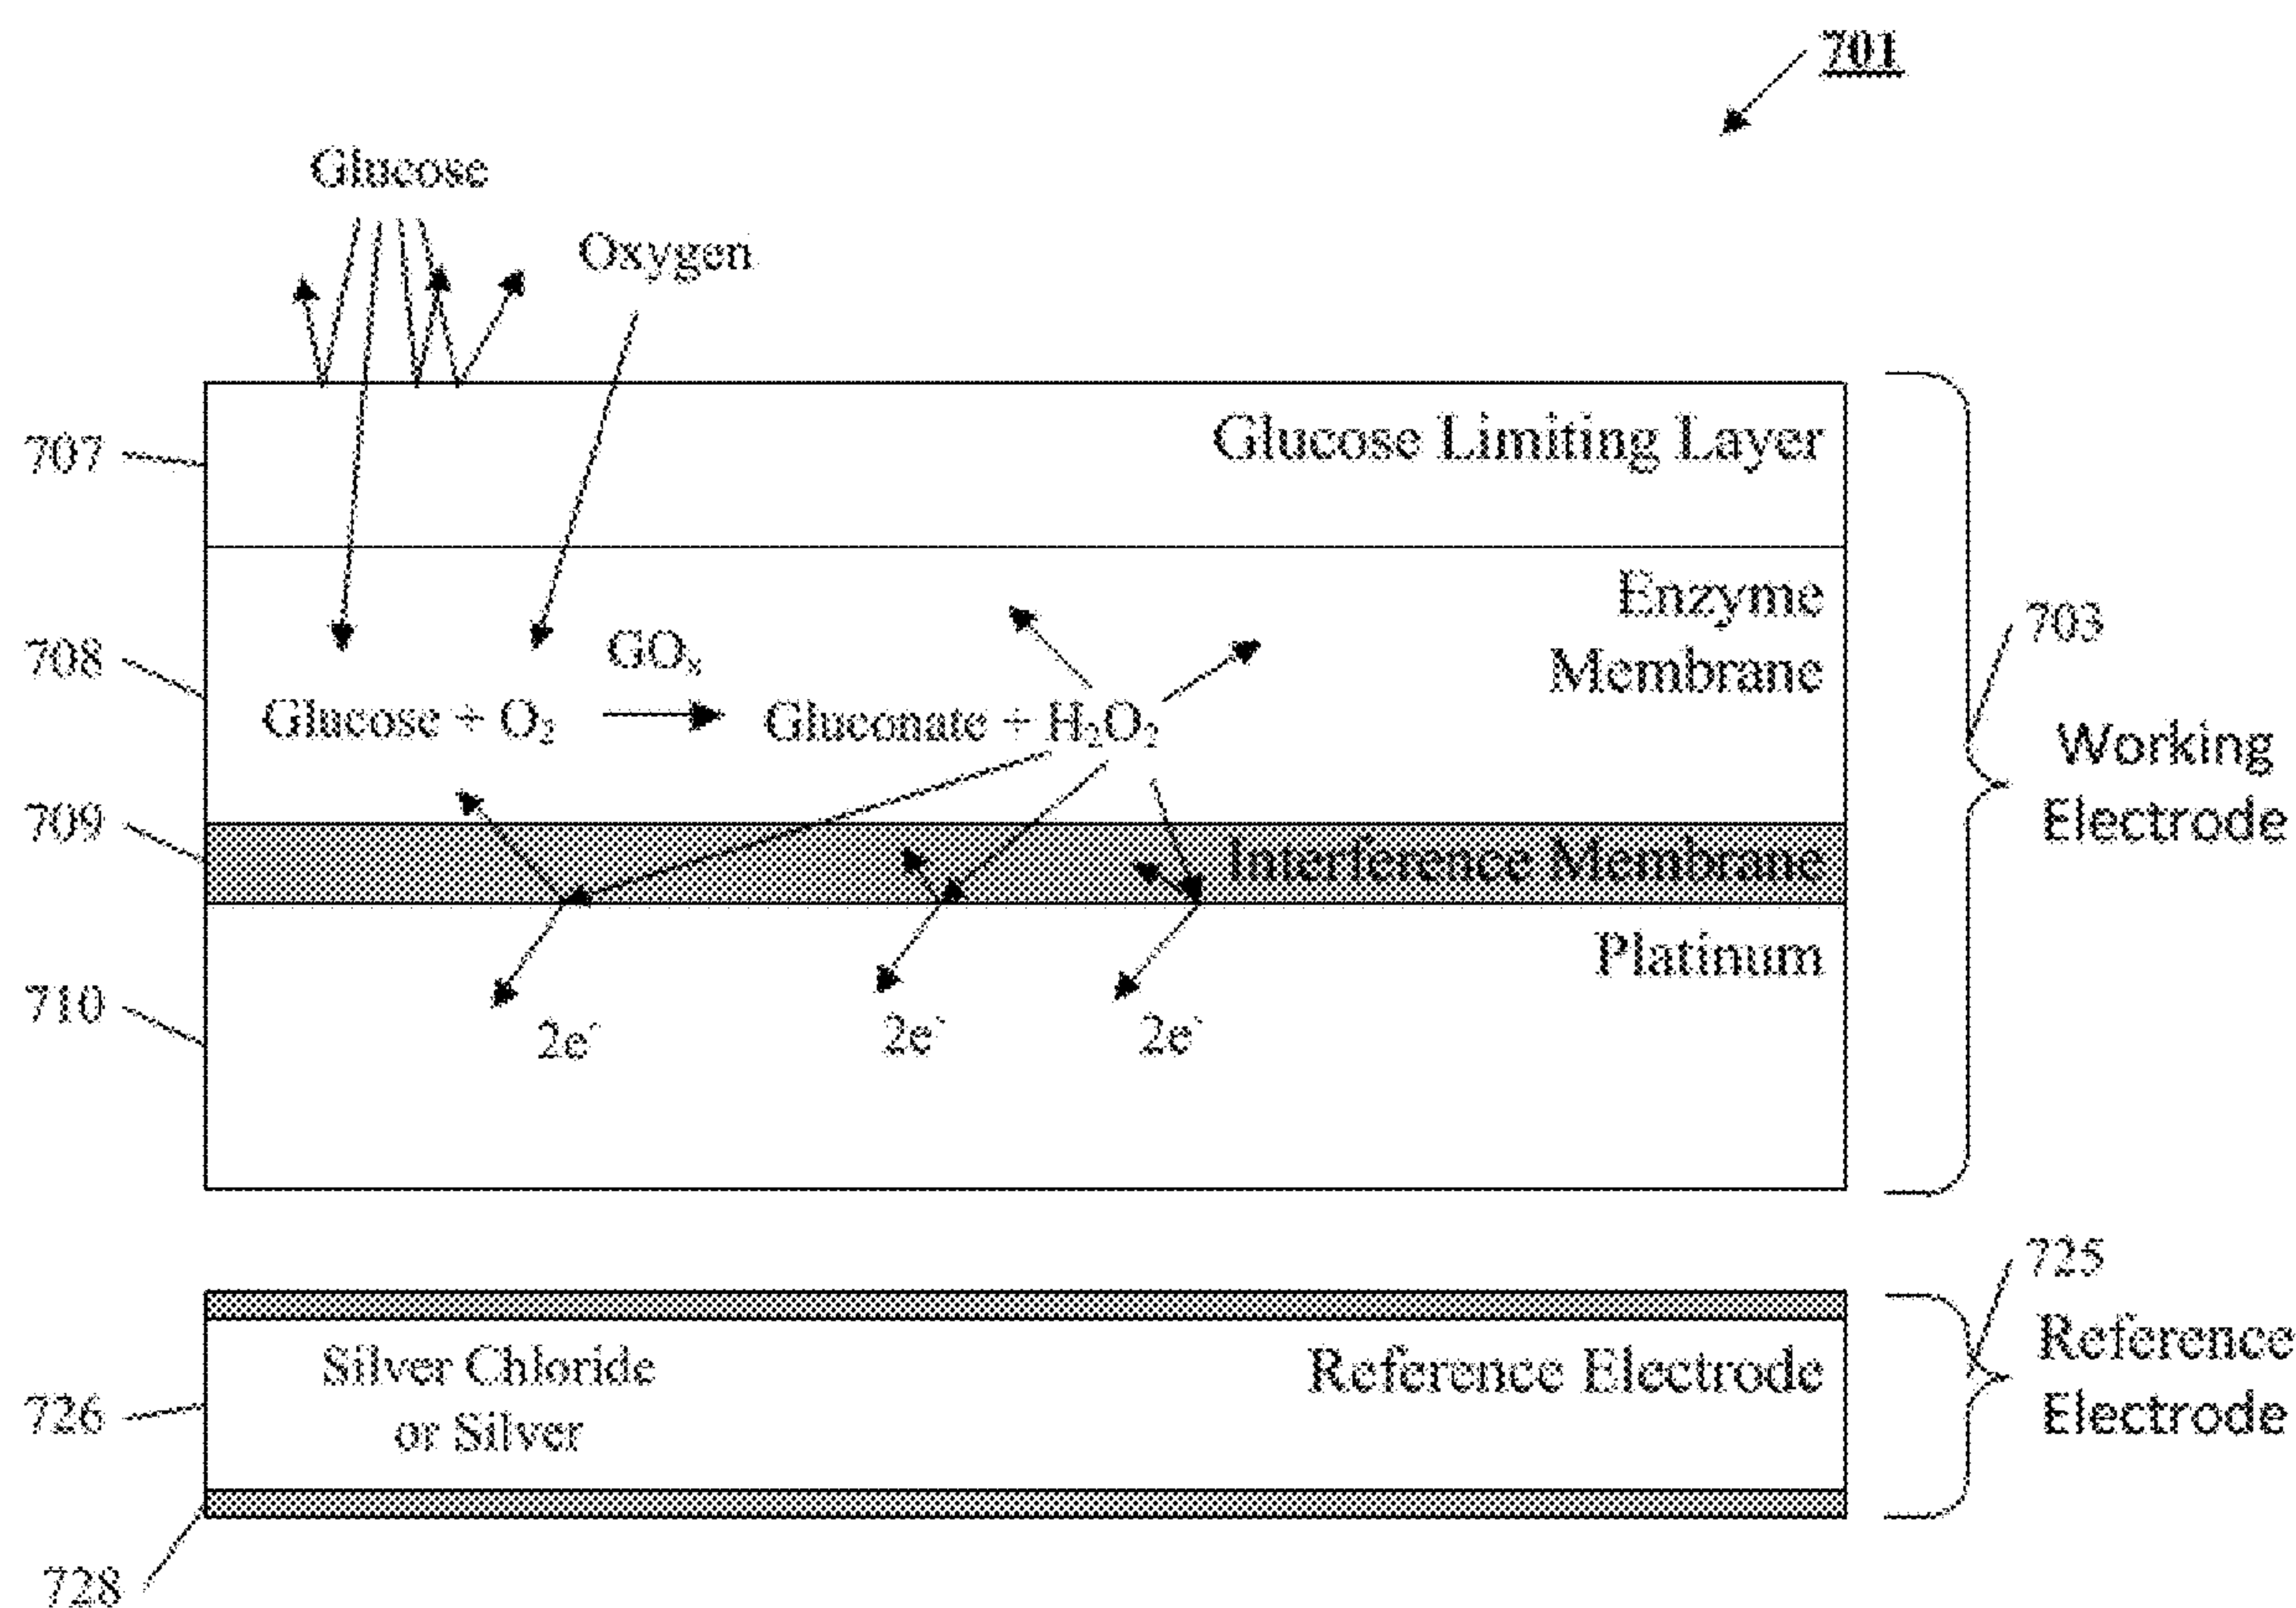 701
Glucose
Oxygen
707
Glucose Limiting Layer
Enzyme
Membrane
703
708
GOₓ
Glucose + O₂
Gluconate + H₂O₂
Working
Electrode
709
Interference Membrane
Platinum
710
2e⁻
2e⁻
2e⁻
725
Reference
Electrode
Silver Chloride
or Silver
Reference Electrode
726
728